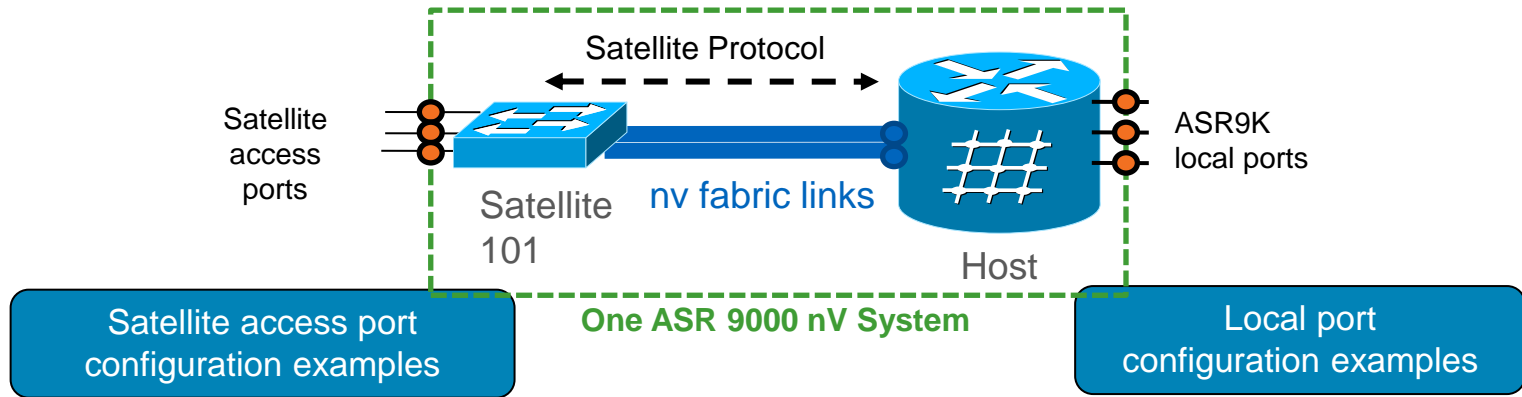 Satellite Protocol
Satellite
access
ports
ASR9K
local ports
nv fabric links
Satellite
101
Host
One ASR 9000 nV System
Satellite access port
configuration examples
Local port
configuration examples